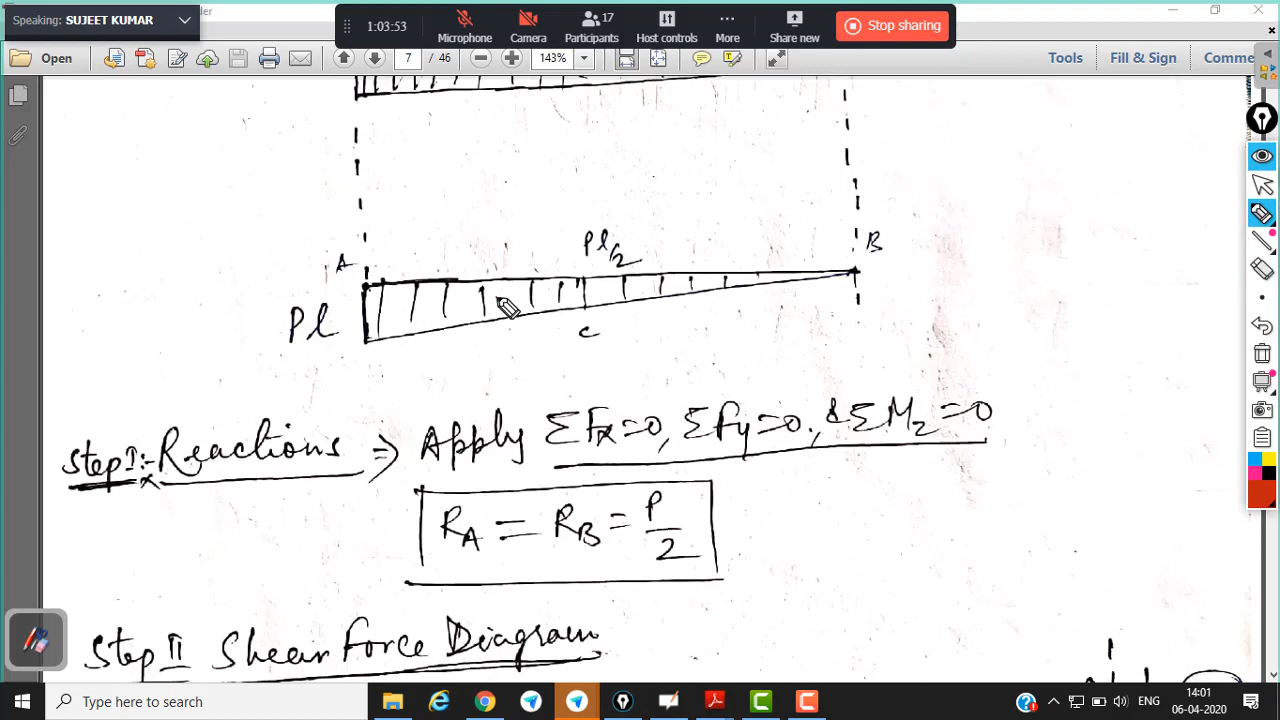 Speaking: SUJEET KUMAR
1:03:53
17
Microphone
Camera
Participants
Host controls
More
Share new
Stop sharing
Open
7 / 46
143%
Tools
Fill & Sign
Comme
Pl/2
A
B
Pl
C
Step I:- Reactions => Apply ΣFx=0, ΣFy=0, & ΣMz=0
RA = RB = P/2
Step II Shear Force Diagram
Type here to search
ENG
14:01
06-04-2020